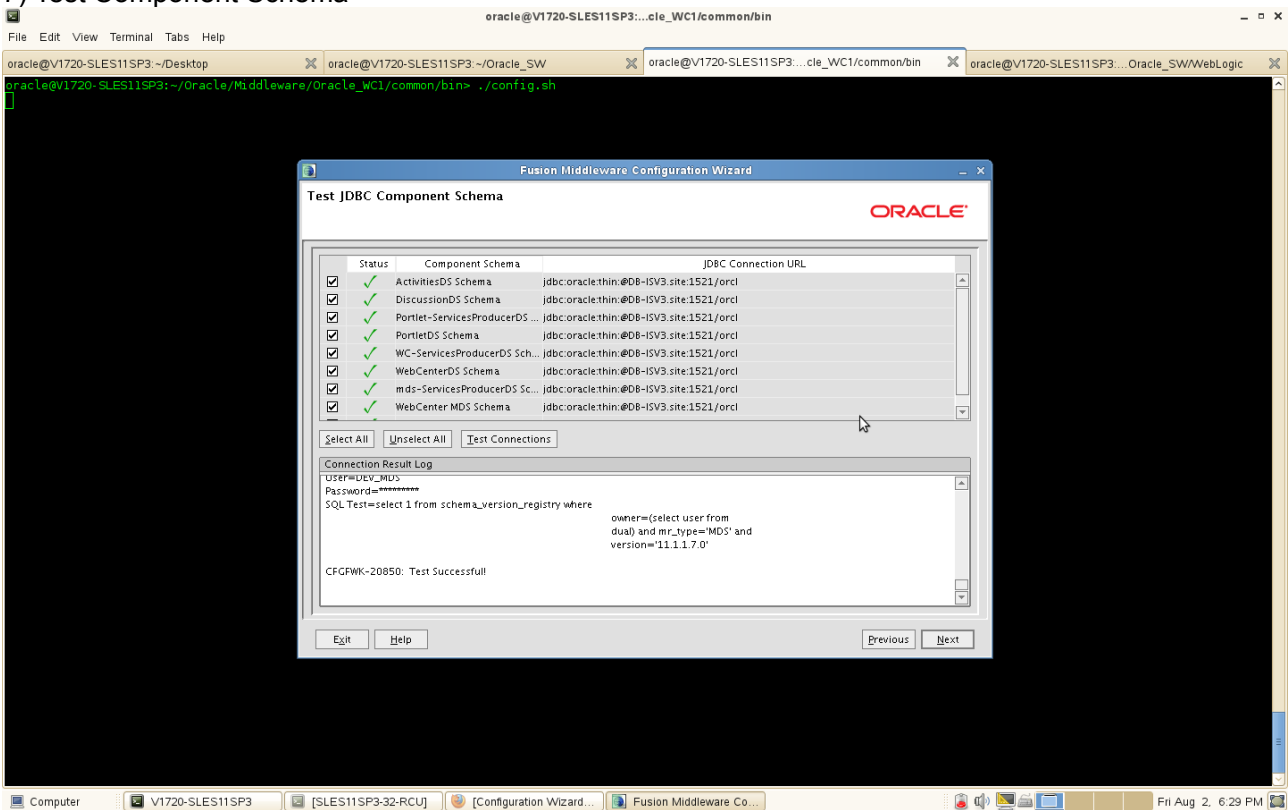 Test Component Schema
oracle@V1720-SLES11SP3:...cle_WC1/common/bin
File Edit View Terminal Tabs Help
oracle@V1720-SLES11SP3:~/Desktop oracle@V1720-SLES11SP3:~/Oracle_SW oracle@V1720-SLES11SP3:...cle_WC1/common/bin oracle@V1720-SLES11SP3:...Oracle_SW/WebLogic
oracle@V1720-SLES11SP3:~/Oracle/Middleware/Oracle_WC1/common/bin> ./config.sh
Fusion Middleware Configuration Wizard
Test JDBC Component Schema
ORACLE
Status Component Schema JDBC Connection URL
ActivitiesDS Schema jdbc:oracle:thin:@DB-ISV3.site:1521/orcl
DiscussionDS Schema jdbc:oracle:thin:@DB-ISV3.site:1521/orcl
Portlet-ServicesProducerDS ... jdbc:oracle:thin:@DB-ISV3.site:1521/orcl
PortletDS Schema jdbc:oracle:thin:@DB-ISV3.site:1521/orcl
WC-ServicesProducerDS Sch... jdbc:oracle:thin:@DB-ISV3.site:1521/orcl
WebCenterDS Schema jdbc:oracle:thin:@DB-ISV3.site:1521/orcl
mds-ServicesProducerDS Sc... jdbc:oracle:thin:@DB-ISV3.site:1521/orcl
WebCenter MDS Schema jdbc:oracle:thin:@DB-ISV3.site:1521/orcl
Select All Unselect All Test Connections
Connection Result Log
User=DEV_MDS
Password=*********
SQL Test=select 1 from schema_version_registry where
owner=(select user from
dual) and mr_type='MDS' and
version='11.1.1.7.0'
CFGFWK-20850: Test Successful!
Exit Help Previous Next
Computer V1720-SLES11SP3 [SLES11SP3-32-RCU] [Configuration Wizard... Fusion Middleware Co... Fri Aug 2, 6:29 PM